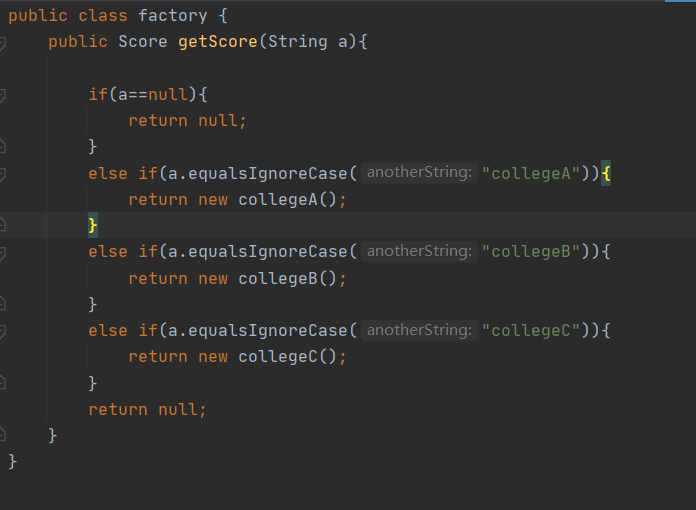 public class factory {
public Score getScore(String a){
if(a==null){
return null;
}
else if(a.equalsIgnoreCase( anotherString: "collegeA")){
return new collegeA();
}
else if(a.equalsIgnoreCase( anotherString: "collegeB")){
return new collegeB();
}
else if(a.equalsIgnoreCase( anotherString: "collegeC")){
return new collegeC();
}
return null;
}
}